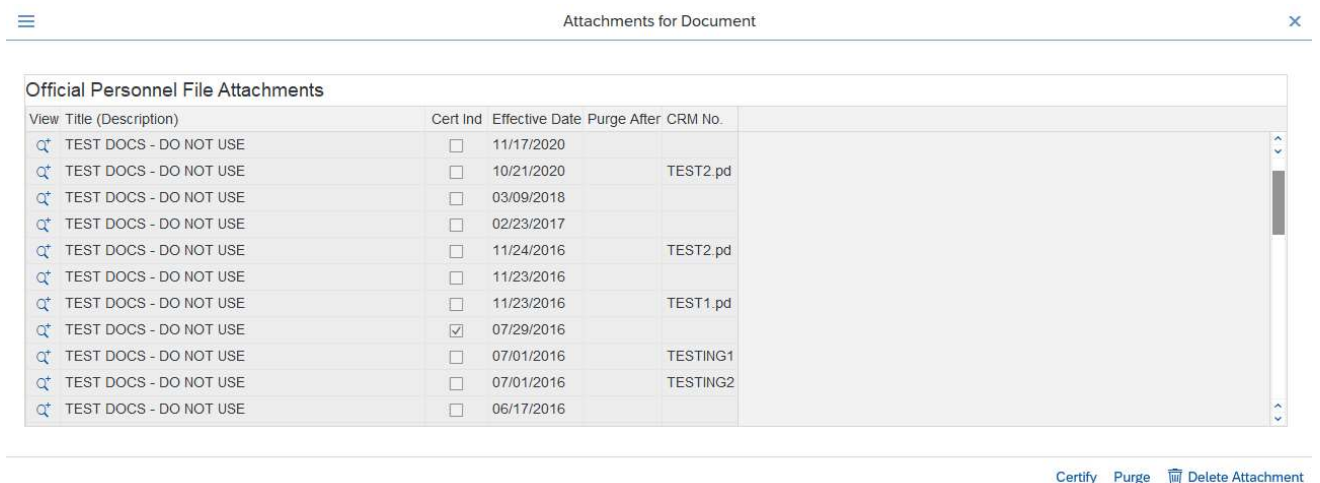 Attachments for Document
Official Personnel File Attachments
View Title (Description) Cert Ind Effective Date Purge After CRM No.
TEST DOCS - DO NOT USE 11/17/2020
TEST DOCS - DO NOT USE 10/21/2020 TEST2.pd
TEST DOCS - DO NOT USE 03/09/2018
TEST DOCS - DO NOT USE 02/23/2017
TEST DOCS - DO NOT USE 11/24/2016 TEST2.pd
TEST DOCS - DO NOT USE 11/23/2016
TEST DOCS - DO NOT USE 11/23/2016 TEST1.pd
TEST DOCS - DO NOT USE 07/29/2016
TEST DOCS - DO NOT USE 07/01/2016 TESTING1
TEST DOCS - DO NOT USE 07/01/2016 TESTING2
TEST DOCS - DO NOT USE 06/17/2016
Certify Purge Delete Attachment